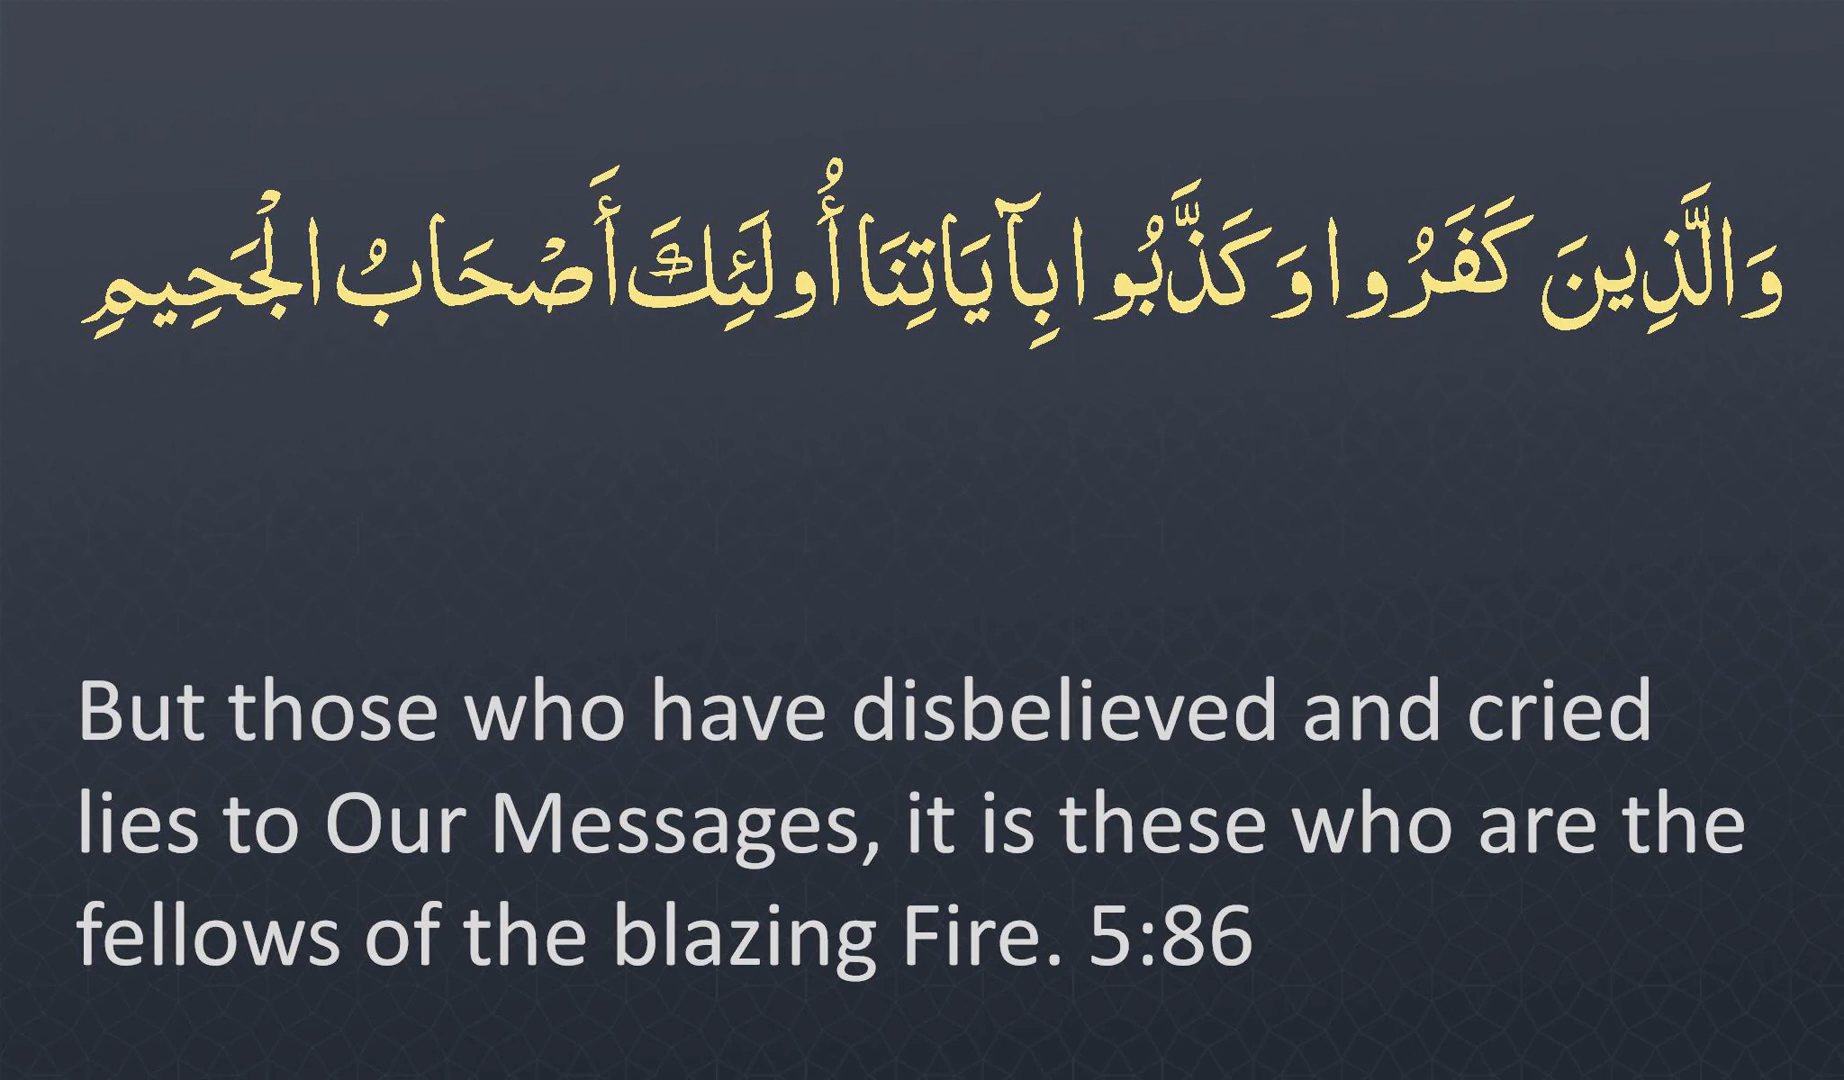 وَالَّذِينَ كَفَرُوا وَكَذَّبُوا بِآيَاتِنَا أُولَئِكَ أَصْحَابُ الْجَحِيمِ
But those who have disbelieved and cried
lies to Our Messages, it is these who are the
fellows of the blazing Fire. 5:86